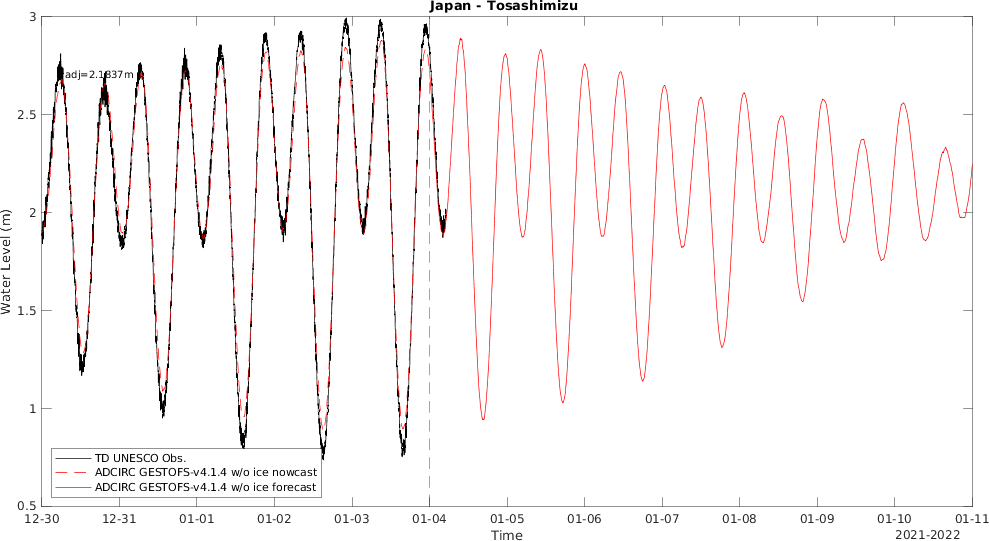 Japan - Tosashimizu
adj=2.1837m
Water Level (m)
3
2.5
2
1.5
1
0.5
TD UNESCO Obs.
ADCIRC GESTOFS-v4.1.4 w/o ice nowcast
ADCIRC GESTOFS-v4.1.4 w/o ice forecast
12-30 12-31 01-01 01-02 01-03 01-04 01-05 01-06 01-07 01-08 01-09 01-10 01-11
Time
2021-2022